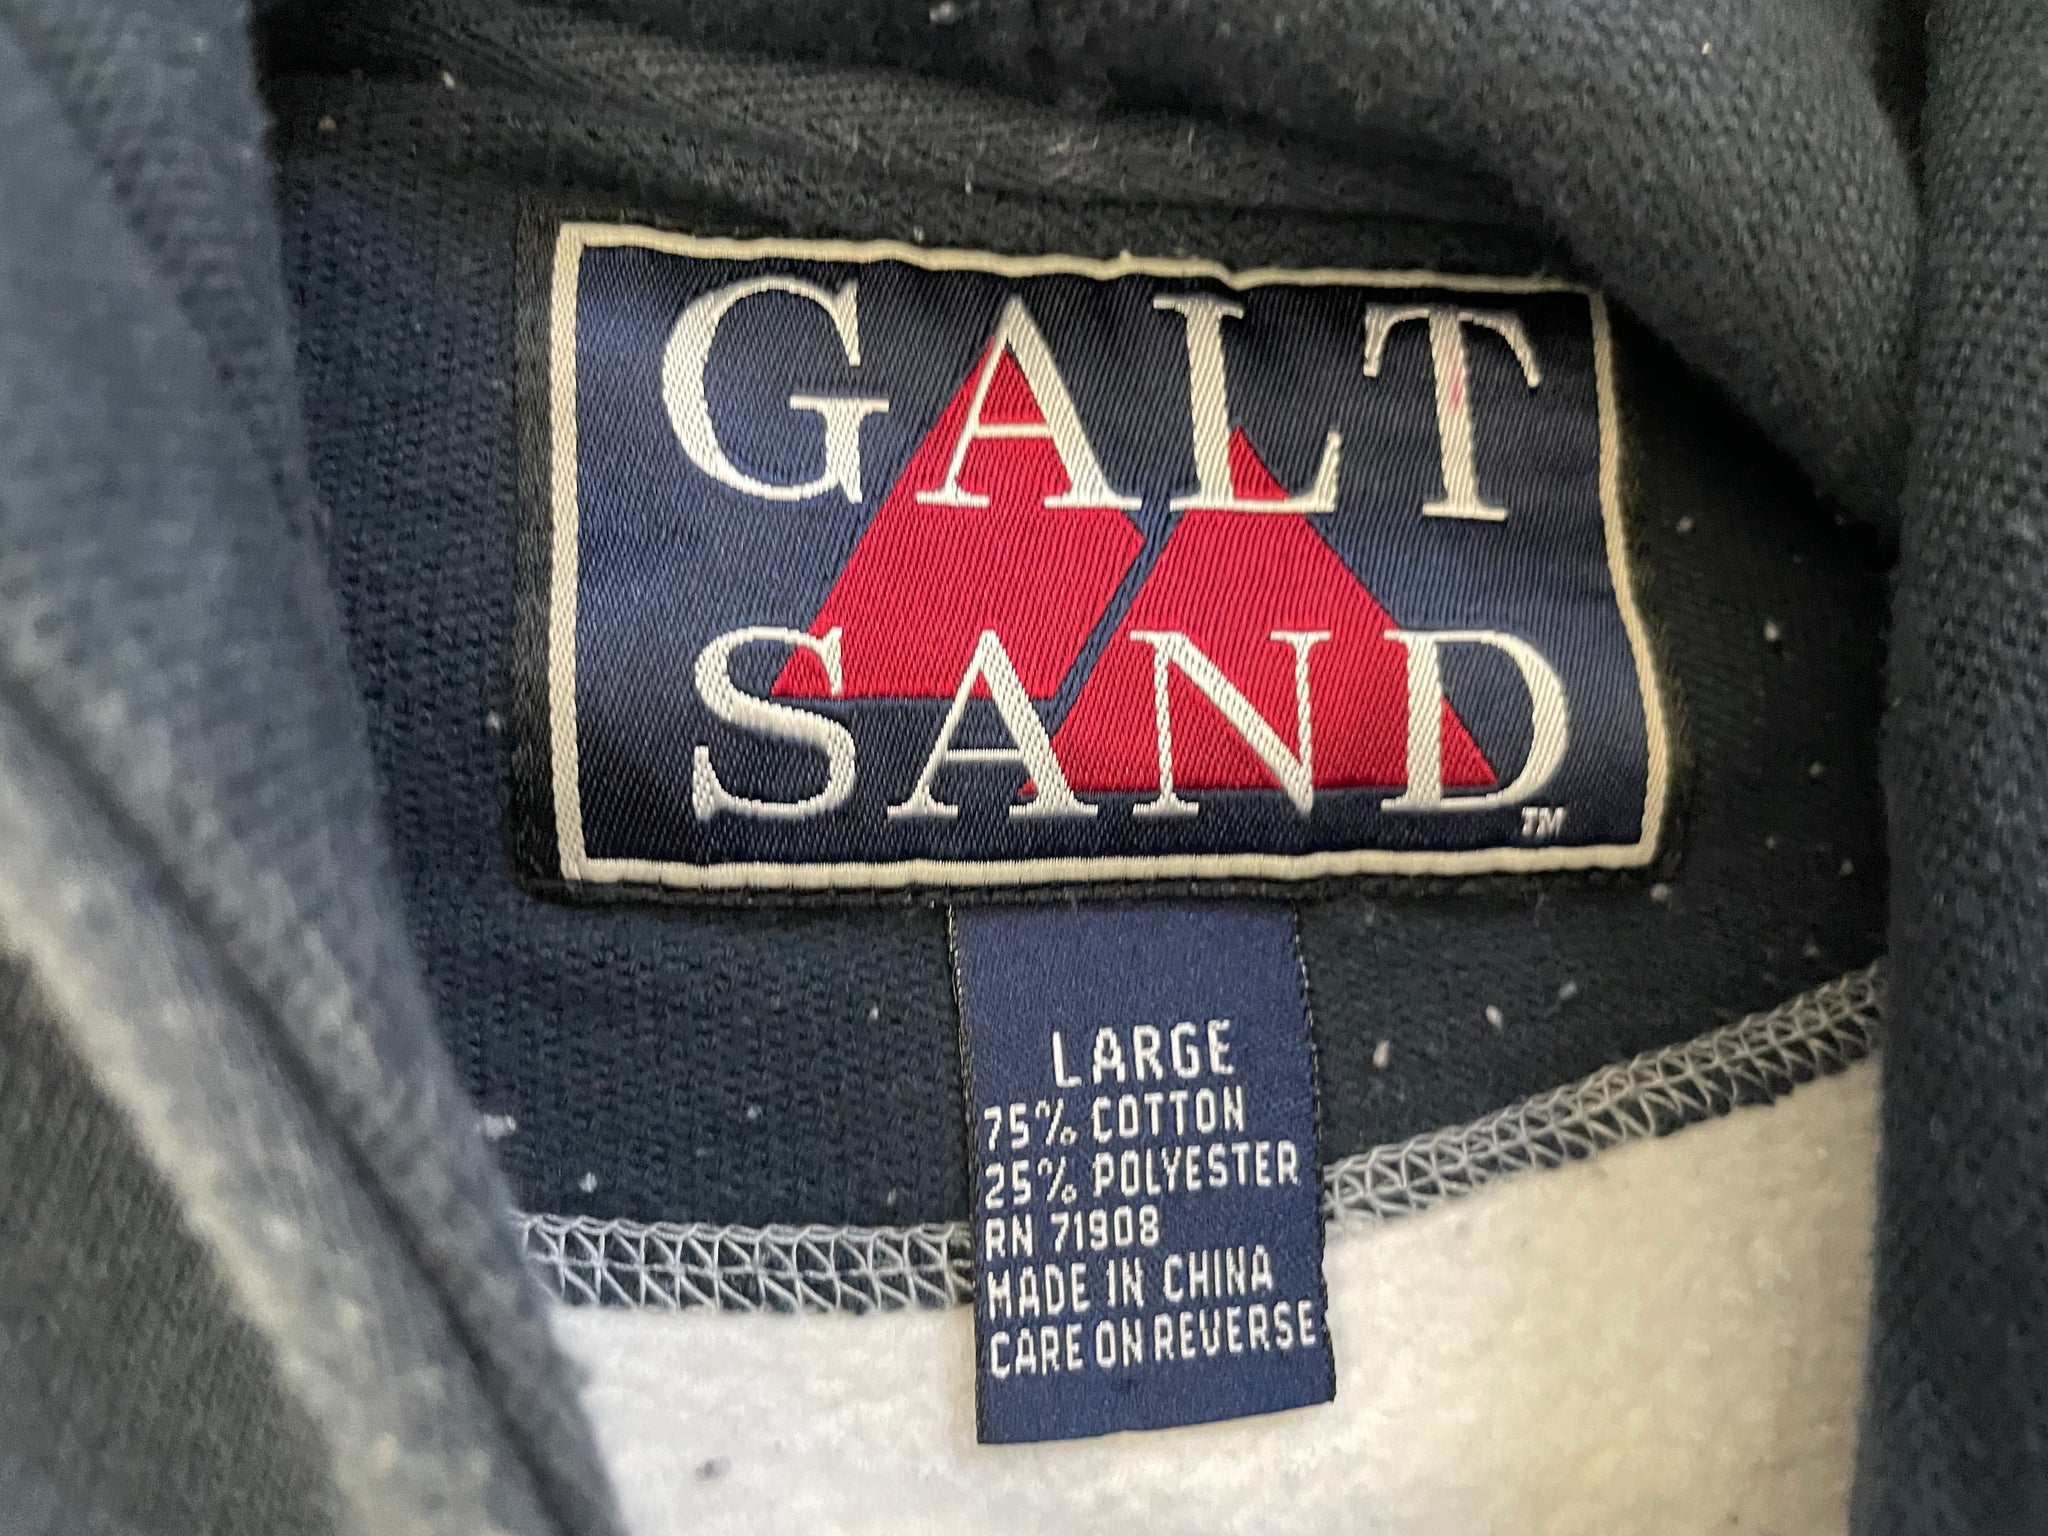 GALT
SAND
TM
LARGE
75% COTTON
25% POLYESTER
RN 71908
MADE IN CHINA
CARE ON REVERSE